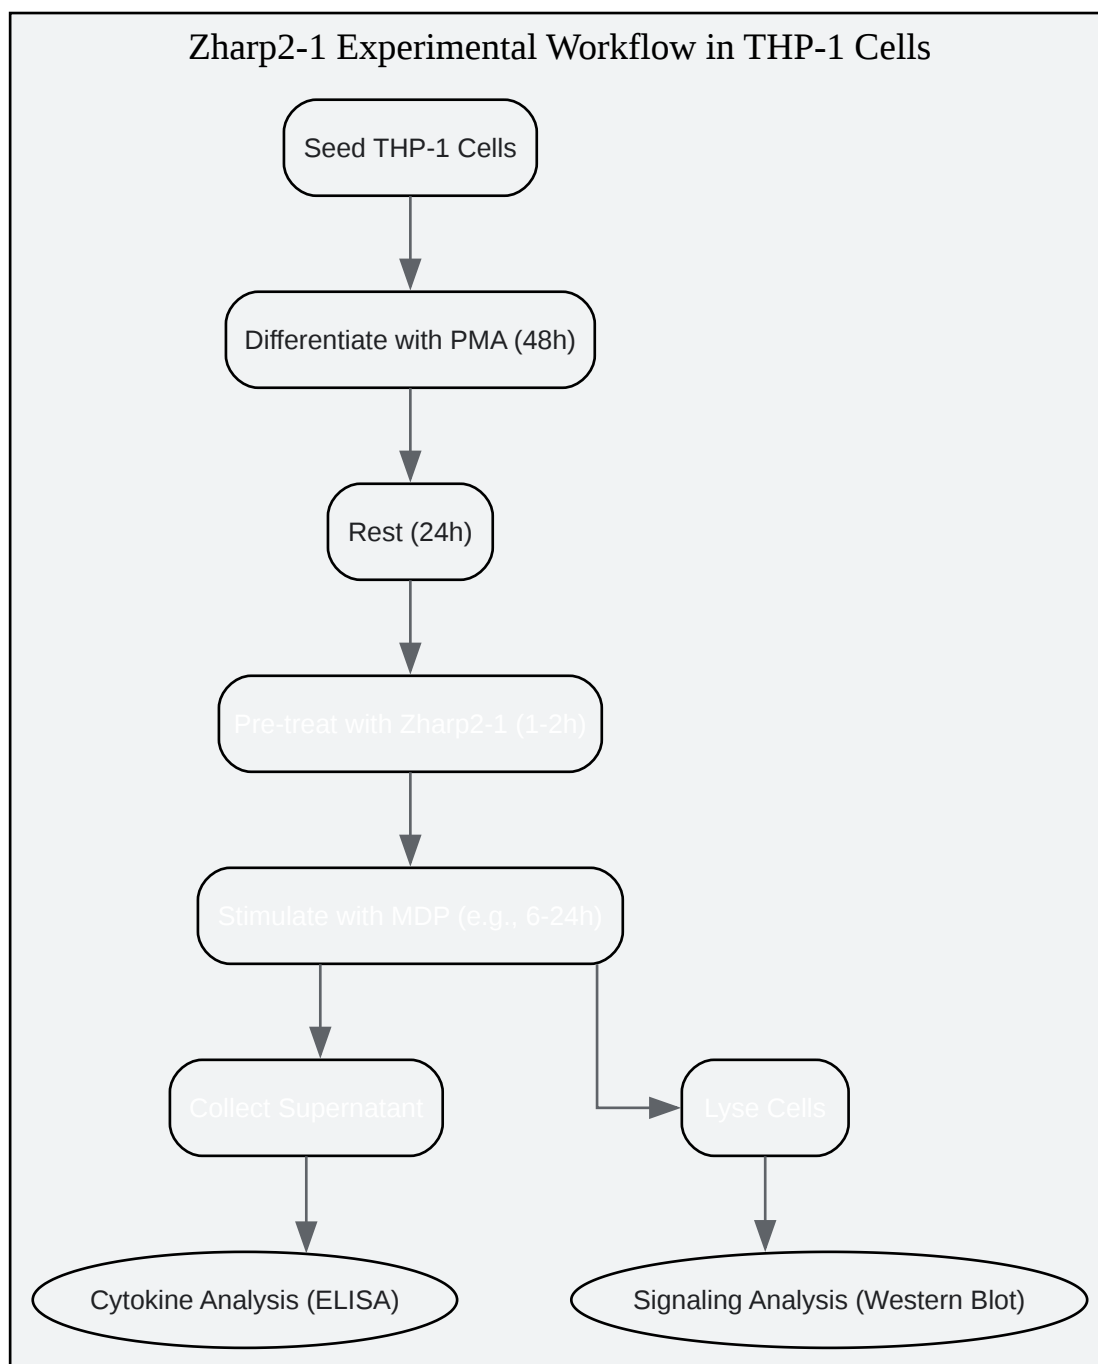 Zharp2-1 Experimental Workflow in THP-1 Cells
Seed THP-1 Cells
Differentiate with PMA (48h)
Rest (24h)
Pre-treat with Zharp2-1 (1-2h)
Stimulate with MDP (e.g., 6-24h)
Collect Supernatant
Lyse Cells
Cytokine Analysis (ELISA)
Signaling Analysis (Western Blot)